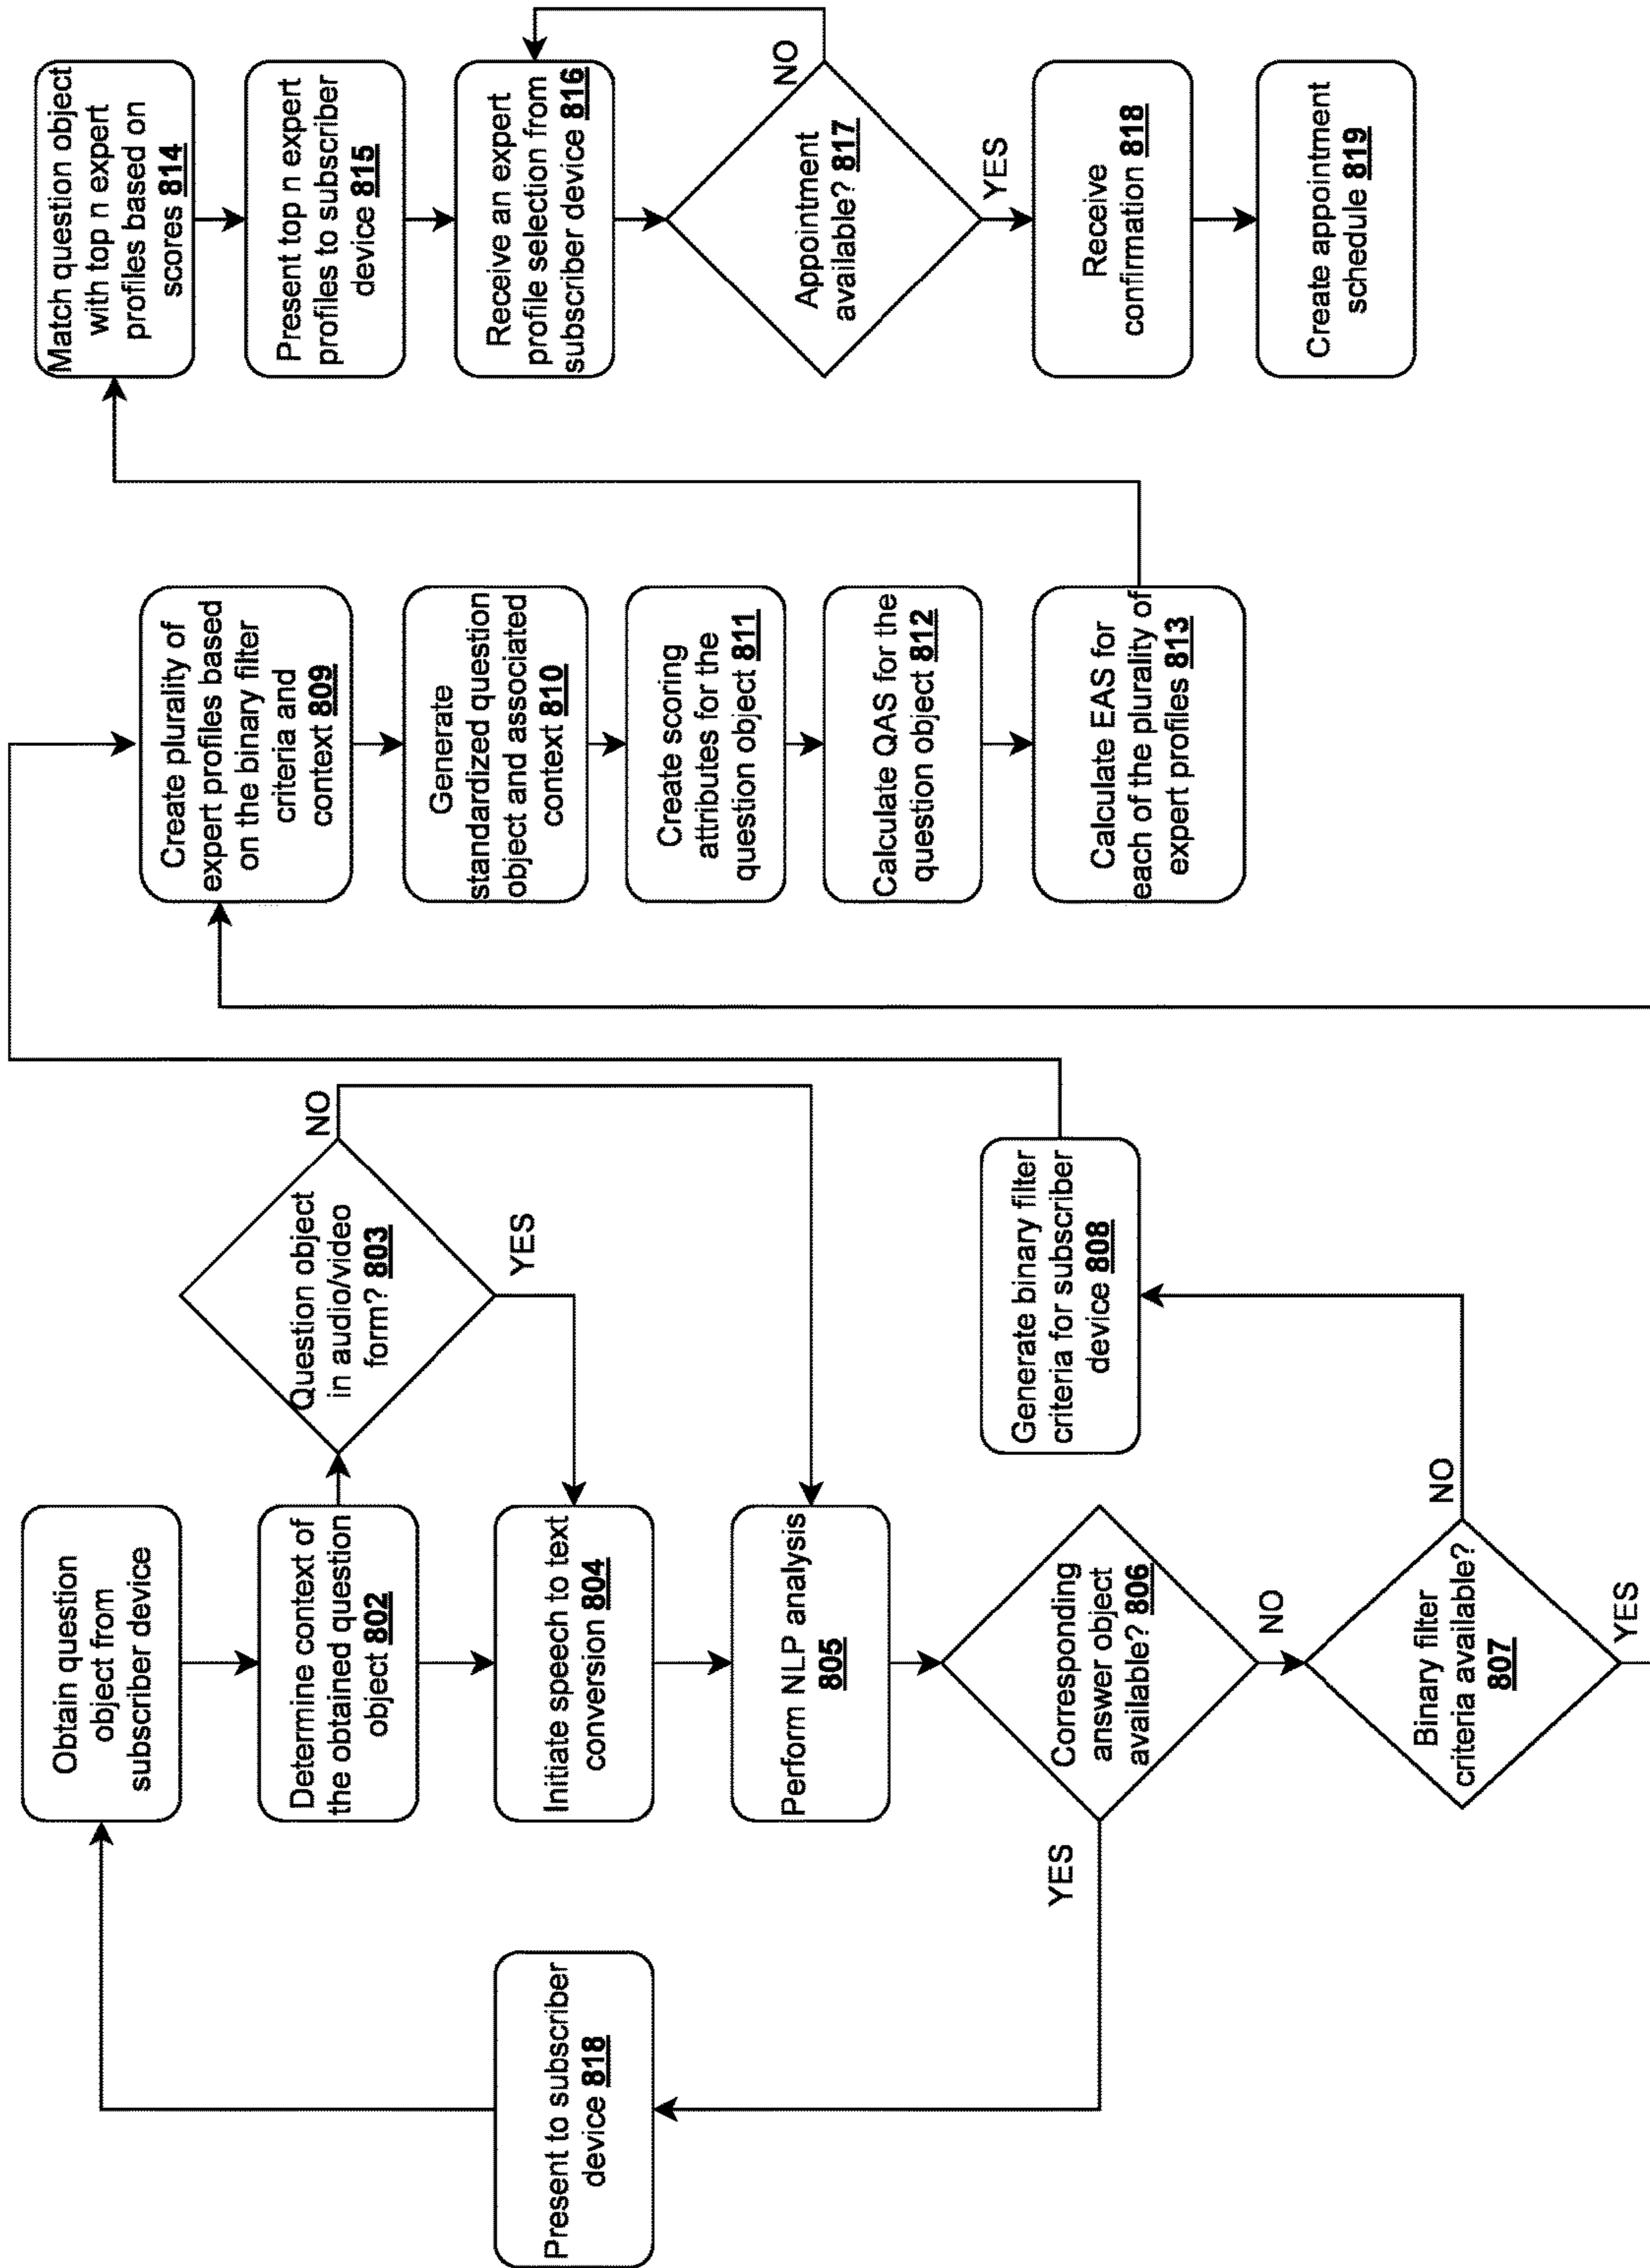 Obtain question
object from
subscriber device
Determine context of
the obtained question
object 802
Question object
in audio/video
form? 803
NO
YES
Initiate speech to text
conversion 804
Perform NLP analysis
805
Corresponding
answer object
available? 806
YES
NO
Present to subscriber
device 818
Binary filter
criteria available?
807
NO
YES
Generate binary filter
criteria for subscriber
device 808
Create plurality of
expert profiles based
on the binary filter
criteria and
context 809
Generate
standardized question
object and associated
context 810
Create scoring
attributes for the
question object 811
Calculate QAS for the
question object 812
Calculate EAS for
each of the plurality of
expert profiles 813
Match question object
with top n expert
profiles based on
scores 814
Present top n expert
profiles to subscriber
device 815
Receive an expert
profile selection from
subscriber device 816
Appointment
available? 817
NO
YES
Receive
confirmation 818
Create appointment
schedule 819